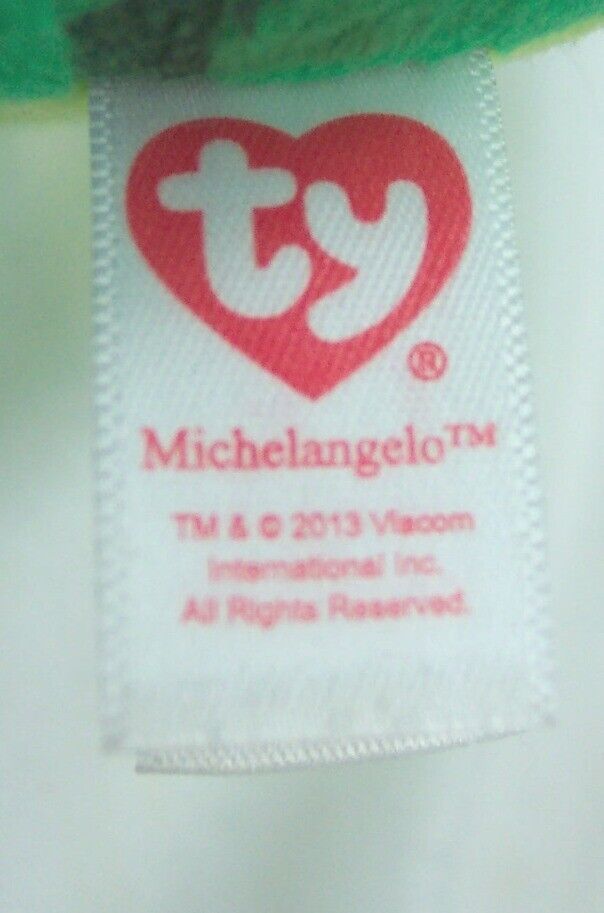 ty
®
Michelangelo™
TM & © 2013 Viacom
International Inc.
All Rights Reserved.